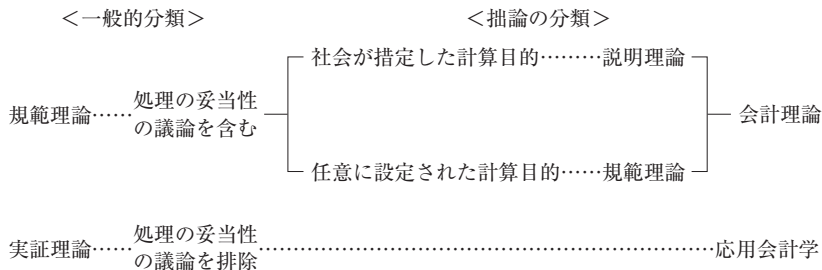 ＜一般的分類＞ ＜拙論の分類＞
社会が措定した計算目的………説明理論
規範理論……処理の妥当性の議論を含む 会計理論
任意に設定された計算目的……規範理論
実証理論……処理の妥当性の議論を排除……………………………………………………応用会計学